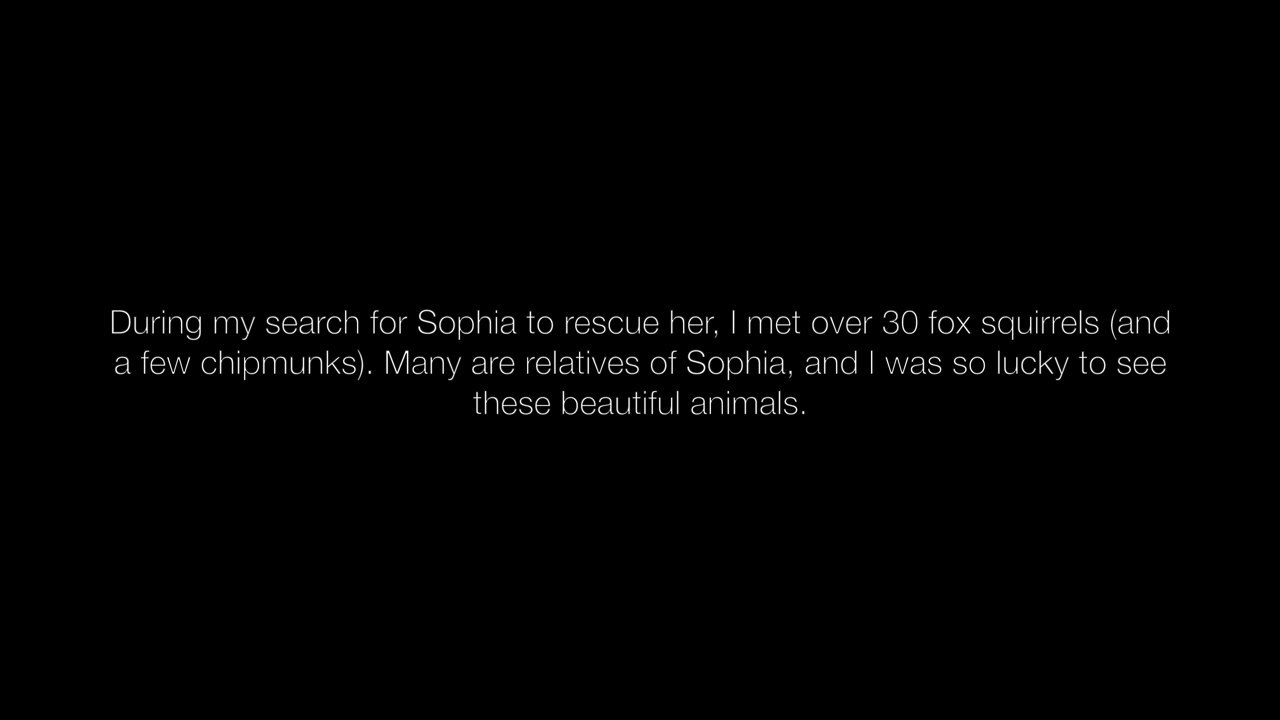 During my search for Sophia to rescue her, I met over 30 fox squirrels (and
a few chipmunks). Many are relatives of Sophia, and I was so lucky to see
these beautiful animals.